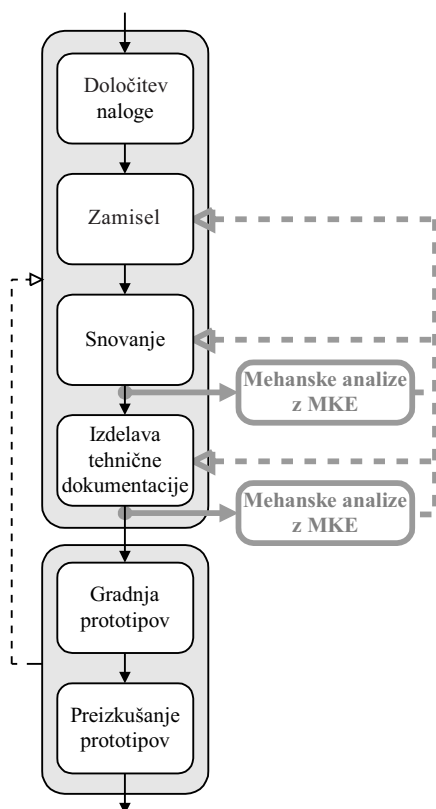 Določitev
naloge
Zamisel
Snovanje
Mehanske analize
z MKE
Izdelava
tehnične
dokumentacije
Mehanske analize
z MKE
Gradnja
prototipov
Preizkušanje
prototipov